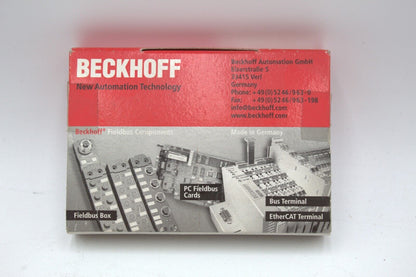 BECKHOFF
New Automation Technology
Beckhoff Automation GmbH
Eiserstraße 5
33415 Verl
Germany
Phone: +49(0)5246/963-0
Fax: +49(0)5246/963-198
info@beckhoff.com
www.beckhoff.com
Beckhoff® Fieldbus Components
Made in Germany
Fieldbus Box
PC Fieldbus
Cards
Bus Terminal
EtherCAT Terminal